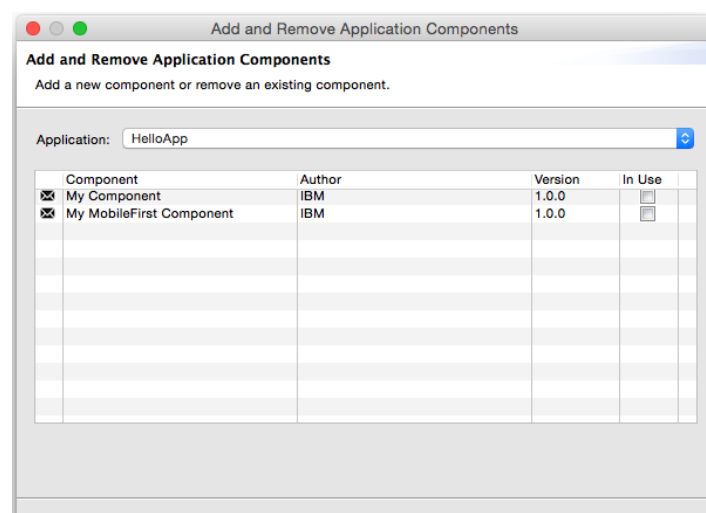 Add and Remove Application Components
Add and Remove Application Components
Add a new component or remove an existing component.
Application: HelloApp
Component Author Version In Use
My Component IBM 1.0.0
My MobileFirst Component IBM 1.0.0